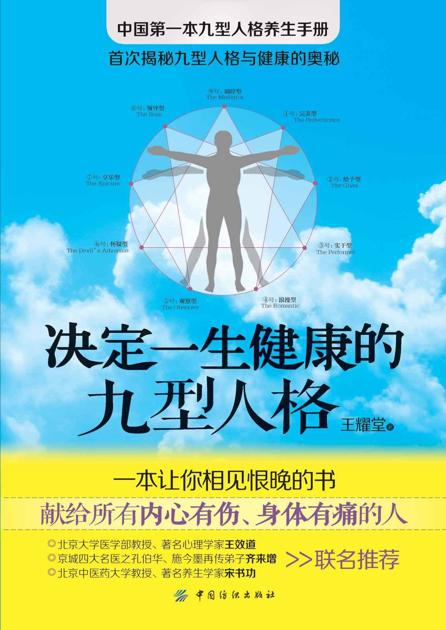 中国第一本九型人格养生手册
首次揭秘九型人格与健康的奥秘
⑨号：调停型
The Mediator
⑧号：领导型
The Boss
①号：完美型
The Perfectionist
⑦号：享乐型
The Epicure
②号：给予型
The Giver
⑥号：怀疑型
The Devil's Advocate
③号：实干型
The Performer
⑤号：观察型
The Observer
④号：浪漫型
The Romantic
决定一生健康的
九型人格
王耀堂
一本让你相见恨晚的书
献给所有内心有伤、身体有痛的人
北京大学医学部教授、著名心理学家王效道
京城四大名医之孔伯华、施今墨再传弟子齐来增
北京中医药大学教授、著名养生学家宋书功
>>联名推荐
中国纺织出版社